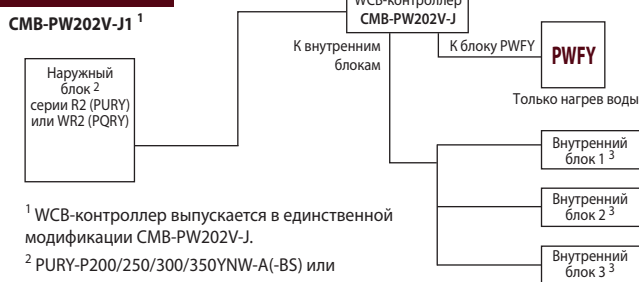 CMB-PW202V-J1 1
WCB-контроллер
CMB-PW202V-J
К внутренним
блокам
К блоку PWFY
PWFY
Только нагрев воды
Наружный
блок 2
серии R2 (PURY)
или WR2 (PQRY)
Внутренний
блок 1 3
Внутренний
блок 2 3
Внутренний
блок 3 3
1 WCB-контроллер выпускается в единственной
модификации CMB-PW202V-J.
2 PURY-P200/250/300/350YNW-A(-BS) или